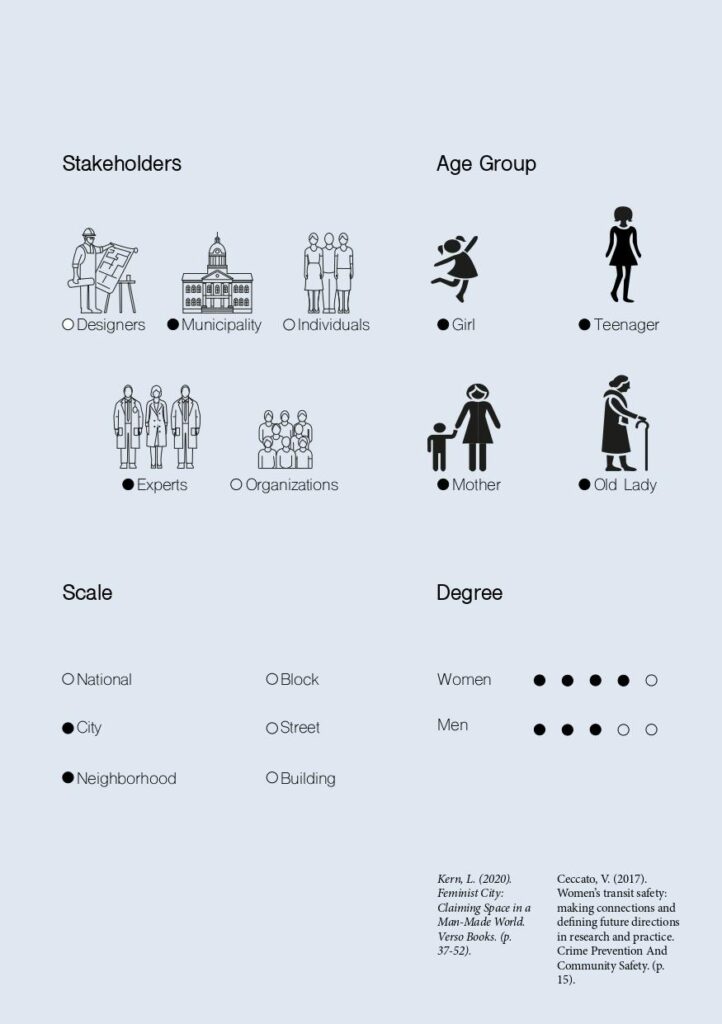 Stakeholders
Age Group
Designers
Municipality
Individuals
Girl
Teenager
Experts
Organizations
Mother
Old Lady
Scale
Degree
National
Block
Women
City
Street
Men
Neighborhood
Building
Kern, L. (2020).
Feminist City:
Claiming Space in a
Man-Made World.
Verso Books. (p.
37-52).
Ceccato, V. (2017).
Women's transit safety:
making connections and
defining future directions
in research and practice.
Crime Prevention And
Community Safety. (p.
15).